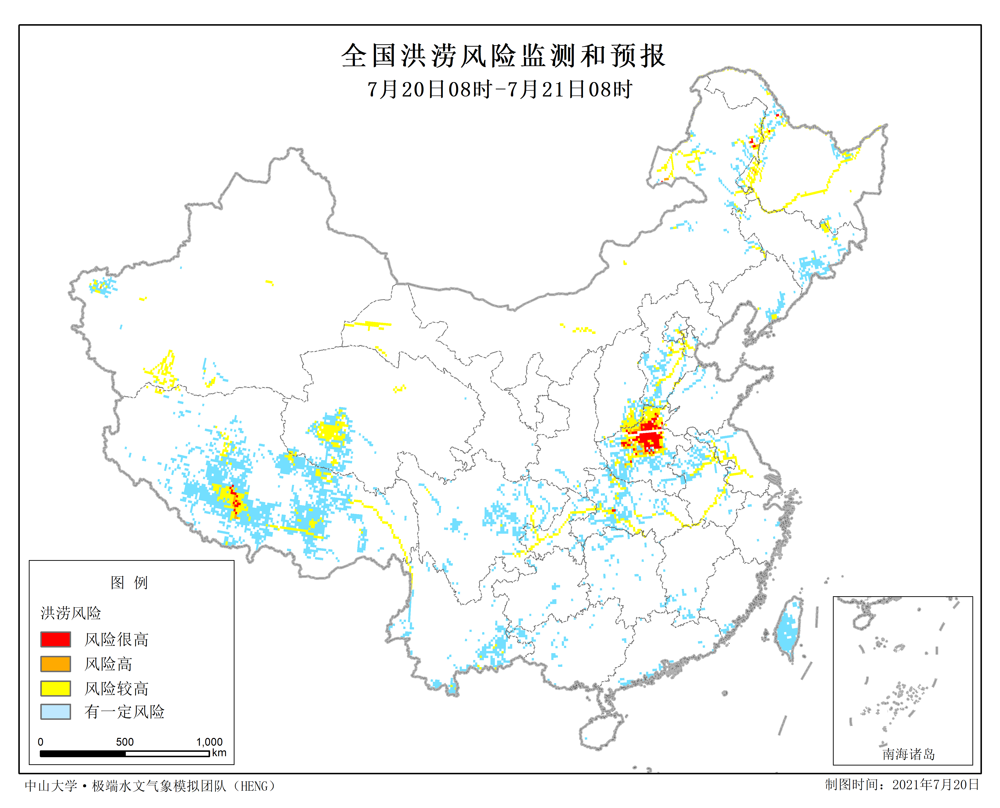 全国洪涝风险监测和预报
7月20日08时-7月21日08时
图 例
洪涝风险
风险很高
风险高
风险较高
有一定风险
0 500 1,000
km
南海诸岛
中山大学·极端水文气象模拟团队（HENG）
制图时间：2021年7月20日